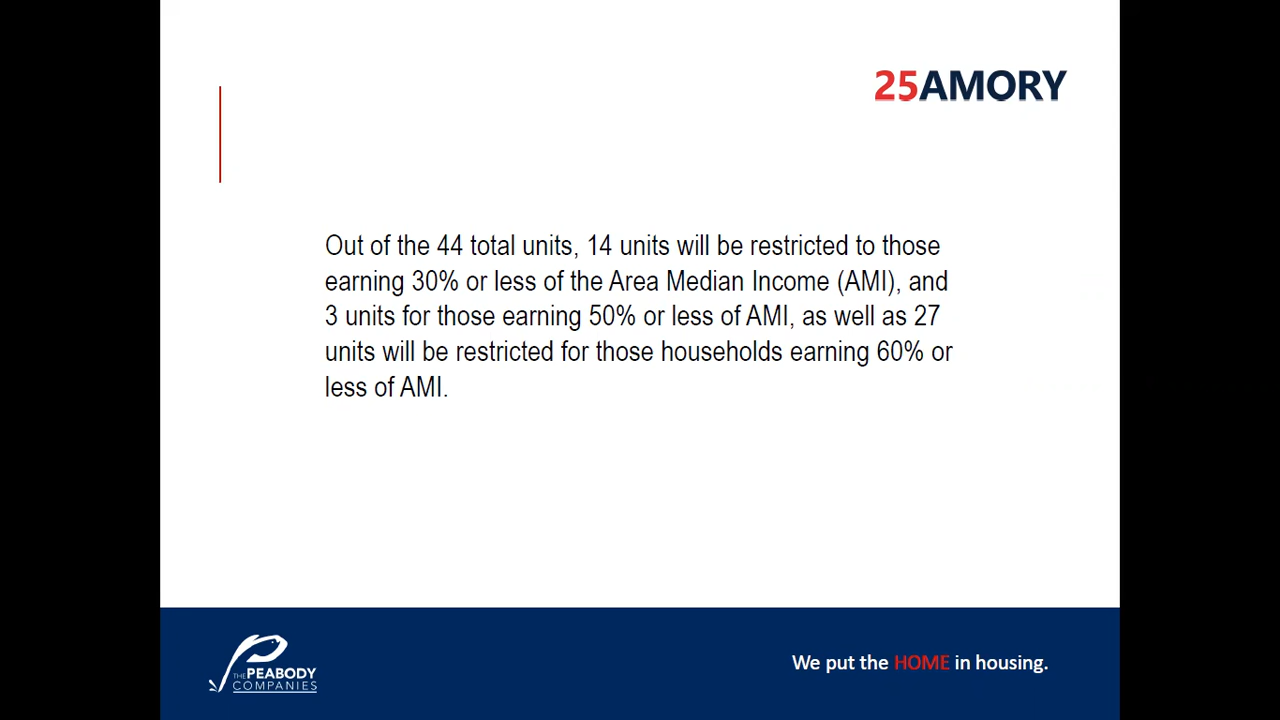 25AMORY
Out of the 44 total units, 14 units will be restricted to those
earning 30% or less of the Area Median Income (AMI), and
3 units for those earning 50% or less of AMI, as well as 27
units will be restricted for those households earning 60% or
less of AMI.
THE PEABODY
COMPANIES
We put the HOME in housing.